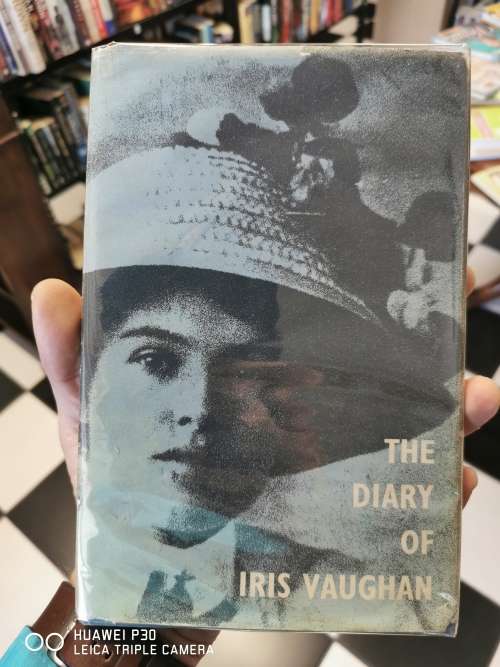 THE
DIARY
OF
IRIS VAUGHAN
HUAWEI P30
LEICA TRIPLE CAMERA